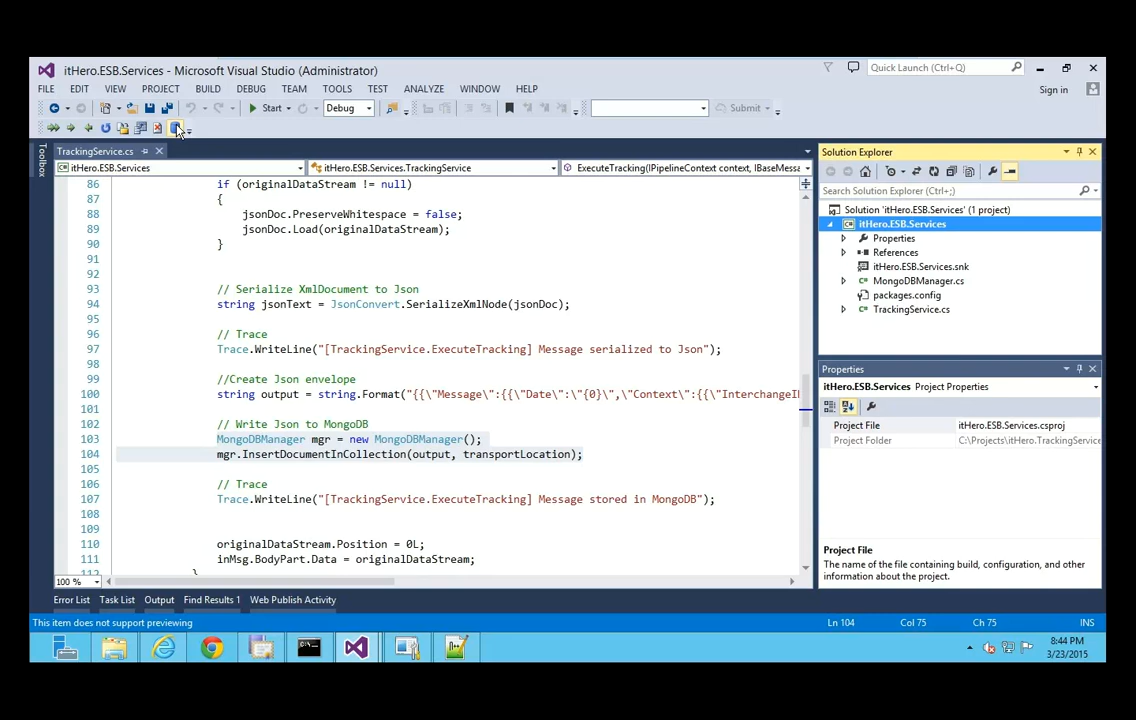 itHero.ESB.Services - Microsoft Visual Studio (Administrator)
Quick Launch (Ctrl+Q)
FILE EDIT VIEW PROJECT BUILD DEBUG TEAM TOOLS TEST ANALYZE WINDOW HELP
Sign in
Start Debug Submit
Toolbox
TrackingService.cs
itHero.ESB.Services itHero.ESB.Services.TrackingService ExecuteTracking(IPipelineContext context, IBaseMessa
86 if (originalDataStream != null)
87 {
88 jsonDoc.PreserveWhitespace = false;
89 jsonDoc.Load(originalDataStream);
90 }
91
92
93 // Serialize XmlDocument to Json
94 string jsonText = JsonConvert.SerializeXmlNode(jsonDoc);
95
96 // Trace
97 Trace.WriteLine("[TrackingService.ExecuteTracking] Message serialized to Json");
98
99 //Create Json envelope
100 string output = string.Format("{{\"Message\":{{\"Date\":\"{0}\",\"Context\":{{\"InterchangeI
101
102 // Write Json to MongoDB
103 MongoDBManager mgr = new MongoDBManager();
104 mgr.InsertDocumentInCollection(output, transportLocation);
105
106 // Trace
107 Trace.WriteLine("[TrackingService.ExecuteTracking] Message stored in MongoDB");
108
109
110 originalDataStream.Position = 0L;
111 inMsg.BodyPart.Data = originalDataStream;
112 }
100 %
Solution Explorer
Search Solution Explorer (Ctrl+;)
Solution 'itHero.ESB.Services' (1 project)
itHero.ESB.Services
Properties
References
itHero.ESB.Services.snk
MongoDBManager.cs
packages.config
TrackingService.cs
Properties
itHero.ESB.Services Project Properties
Project File itHero.ESB.Services.csproj
Project Folder C:\Projects\itHero.TrackingService
Project File
The name of the file containing build, configuration, and other
information about the project.
Error List Task List Output Find Results 1 Web Publish Activity
This item does not support previewing Ln 104 Col 75 Ch 75 INS
8:44 PM
3/23/2015